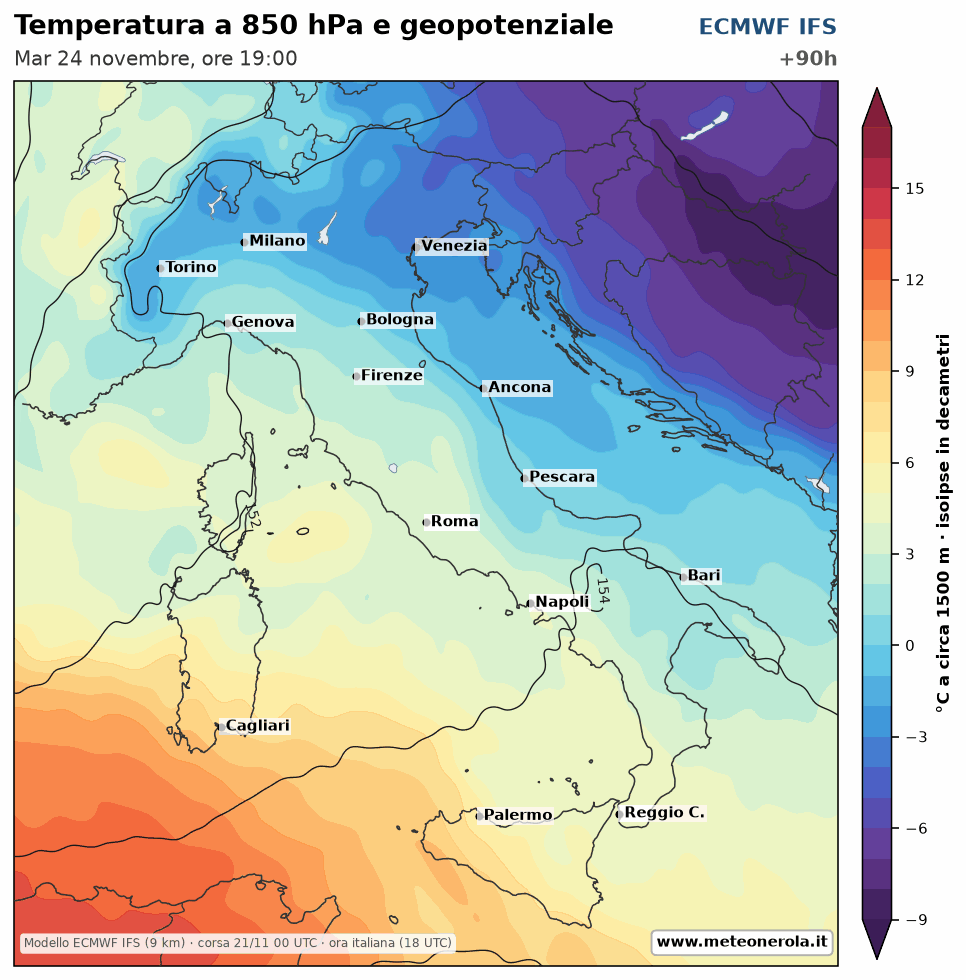 Temperatura a 850 hPa e geopotenziale
ECMWF IFS
Mar 24 novembre, ore 19:00
+90h
Milano
Venezia
Torino
Genova
Bologna
Firenze
Ancona
Pescara
52
Roma
Bari
154
Napoli
Cagliari
Palermo
Reggio C.
15
12
9
6
3
0
−3
−6
−9
°C a circa 1500 m · isoipse in decametri
Modello ECMWF IFS (9 km) · corsa 21/11 00 UTC · ora italiana (18 UTC)
www.meteonerola.it